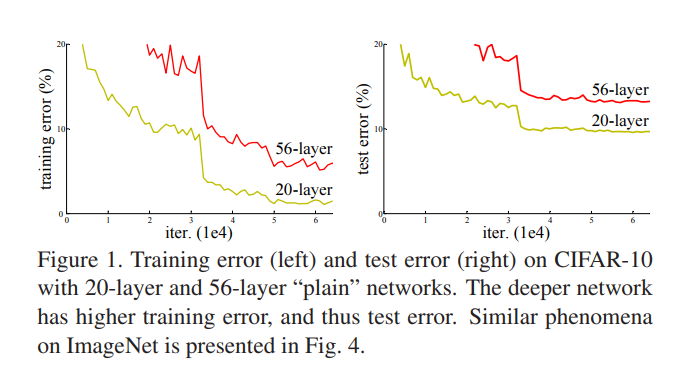 training error (%)
20
10
0
56-layer
20-layer
0 1 2 3 4 5 6
iter. (1e4)
test error (%)
20
10
0
56-layer
20-layer
0 1 2 3 4 5 6
iter. (1e4)
Figure 1. Training error (left) and test error (right) on CIFAR-10
with 20-layer and 56-layer “plain” networks. The deeper network
has higher training error, and thus test error. Similar phenomena
on ImageNet is presented in Fig. 4.